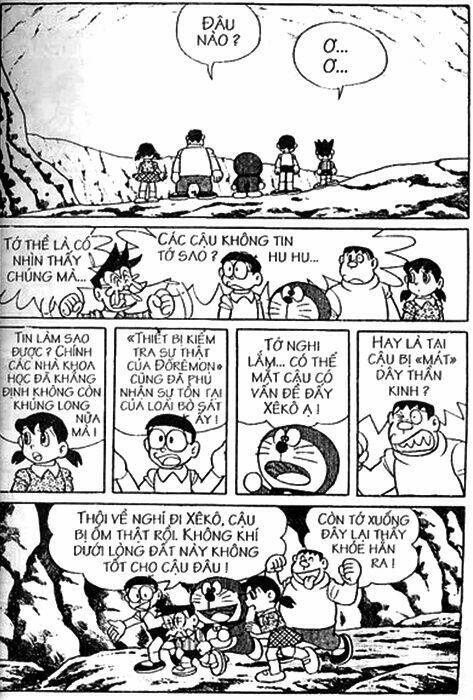 ĐÂU
NÀO ?
Ơ...
Ơ...
TỚ THỀ LÀ CÓ
NHÌN THẤY
CHÚNG MÀ...
CÁC CẬU KHÔNG TIN
TỚ SAO ?
HU HU...
TIN LÀM SAO
ĐƯỢC ? CHÍNH
CÁC NHÀ KHOA
HỌC ĐÃ KHẲNG
ĐỊNH KHÔNG CÒN
KHỦNG LONG
NỮA
MÀ !
«THIẾT BỊ KIỂM
TRA SỰ THẬT
CỦA ĐÔRÊMON»
CŨNG ĐÃ PHỦ
NHẬN SỰ TỒN TẠI
CỦA LOÀI BÒ SÁT
ẤY !
TỚ NGHI
LẮM... CÓ THỂ
MẮT CẬU CÓ
VẤN ĐỀ ĐẤY
XÊKÔ Ạ !
HAY LÀ TẠI
CẬU BỊ «MÁT»
DÂY THẦN
KINH ?
THÔI VỀ NGHỈ ĐI XÊKÔ, CẬU
BỊ ỐM THẬT RỒI. KHÔNG KHÍ
DƯỚI LÒNG ĐẤT NÀY KHÔNG
TỐT CHO CẬU ĐÂU !
CÒN TỚ XUỐNG
ĐÂY LẠI THẤY
KHỎE HẲN
RA !